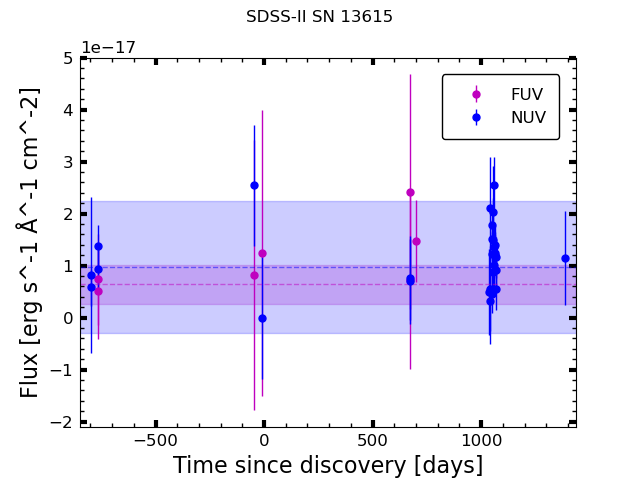 SDSS-II SN 13615
1e−17
5
4
3
2
1
0
−1
−2
Flux [erg s^-1 Å^-1 cm^-2]
FUV
NUV
−500 0 500 1000
Time since discovery [days]